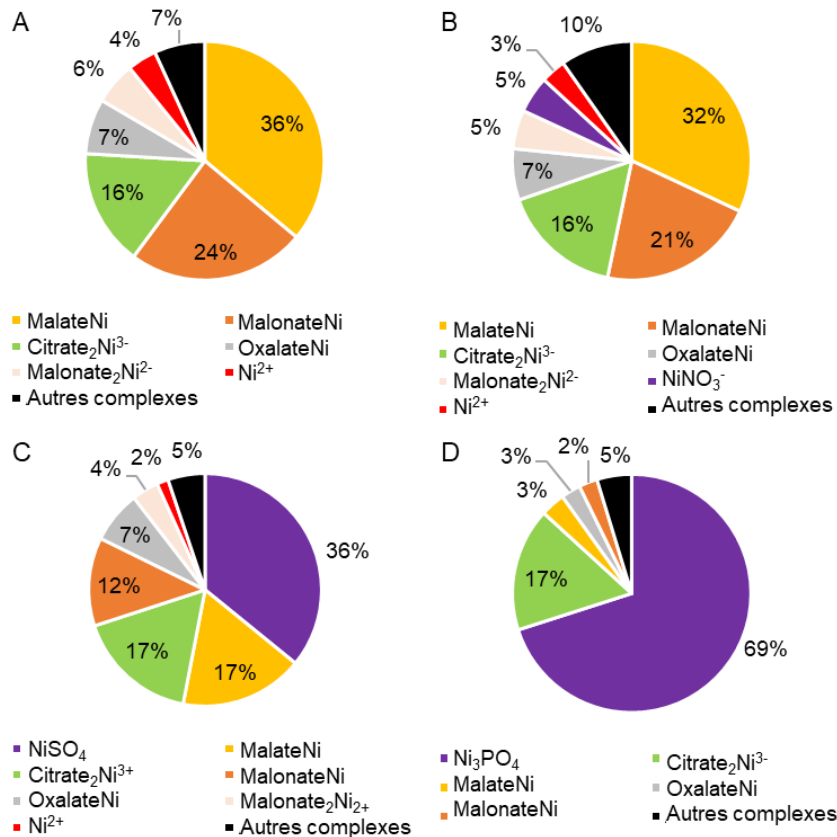 A
7%
4%
6%
36%
7%
16%
24%
MalateNi
MalonateNi
Citrate₂Ni³⁻
OxalateNi
Malonate₂Ni²⁻
Ni²⁺
Autres complexes
B
10%
3%
5%
5%
32%
7%
16%
21%
MalateNi
MalonateNi
Citrate₂Ni³⁻
OxalateNi
Malonate₂Ni²⁻
NiNO₃⁻
Ni²⁺
Autres complexes
C
2%
5%
4%
36%
7%
12%
17%
17%
NiSO₄
MalateNi
Citrate₂Ni³⁺
MalonateNi
OxalateNi
Malonate₂Ni₂₊
Ni²⁺
Autres complexes
D
2%
5%
3%
3%
17%
69%
Ni₃PO₄
Citrate₂Ni³⁻
MalateNi
OxalateNi
MalonateNi
Autres complexes